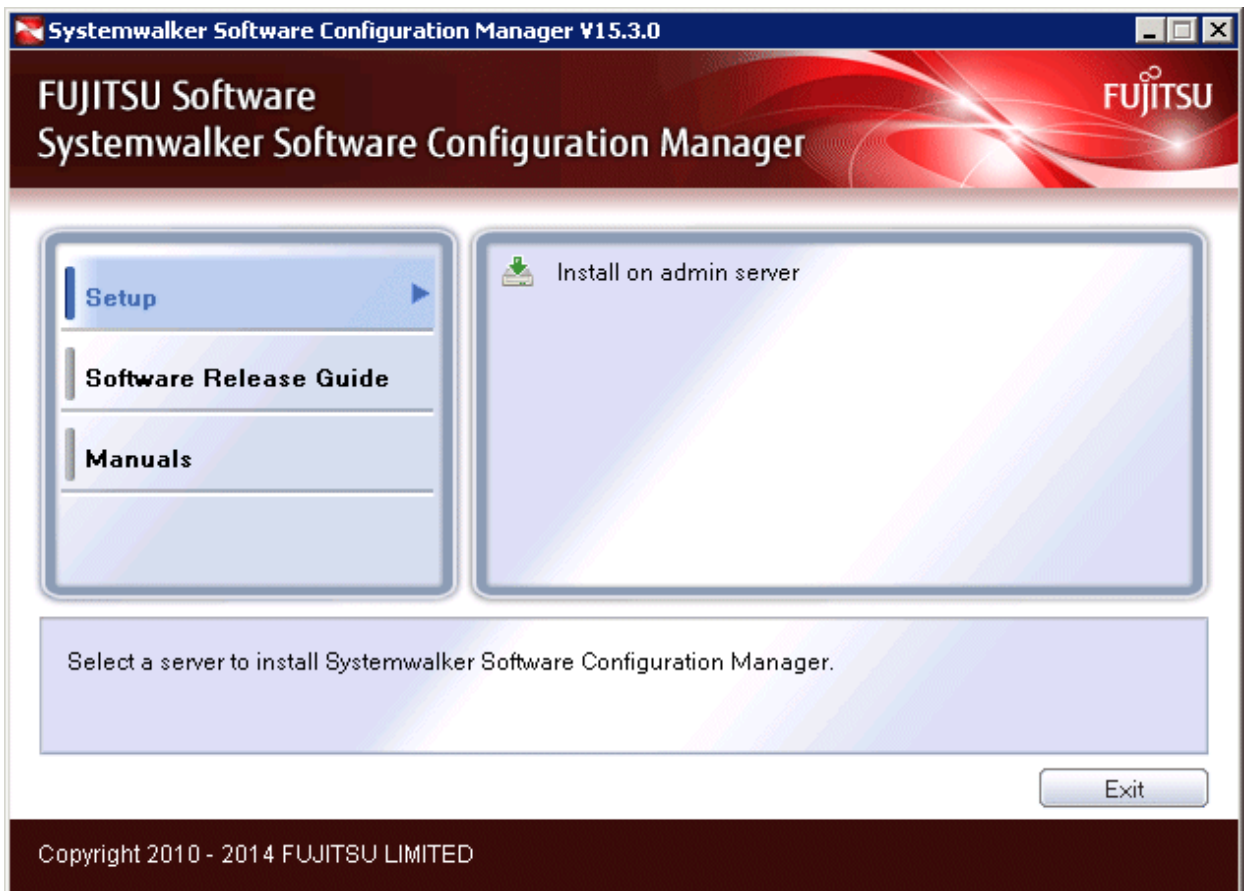 Systemwalker Software Configuration Manager V15.3.0
FUJITSU Software
Systemwalker Software Configuration Manager
FUJITSU
Setup
Software Release Guide
Manuals
Install on admin server
Select a server to install Systemwalker Software Configuration Manager.
Exit
Copyright 2010 - 2014 FUJITSU LIMITED